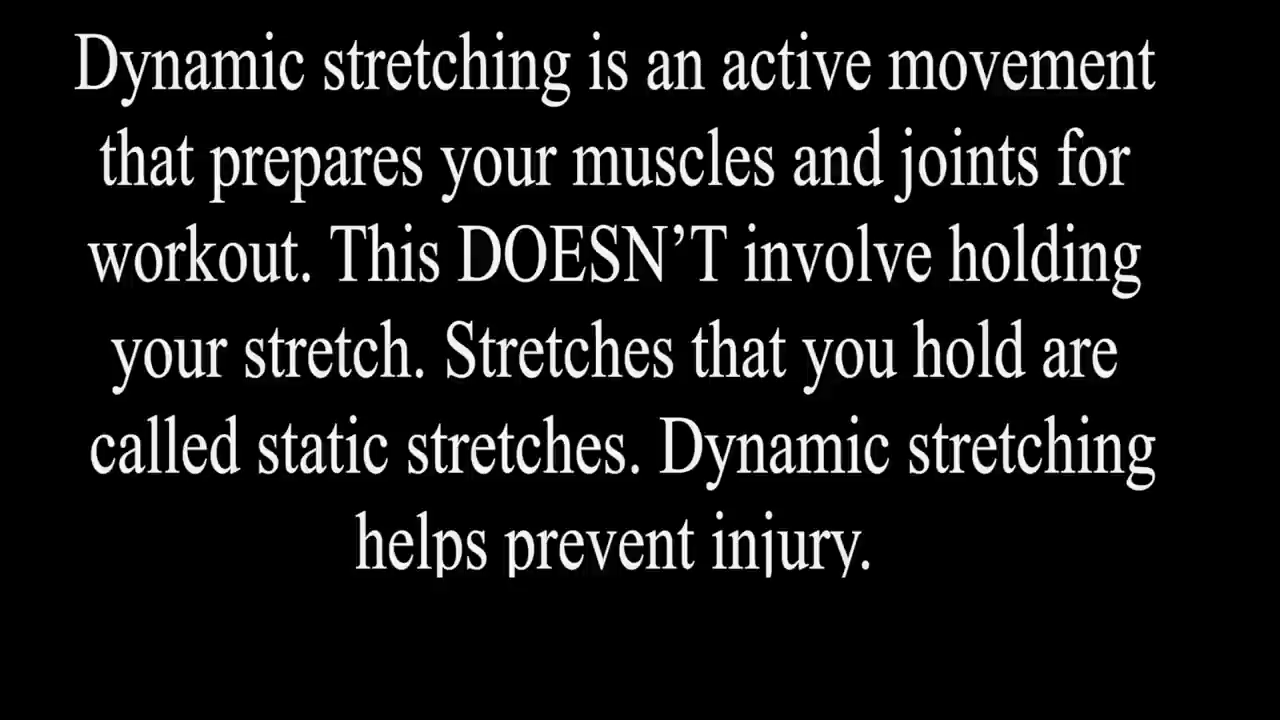 Dynamic stretching is an active movement
that prepares your muscles and joints for
workout. This DOESN’T involve holding
your stretch. Stretches that you hold are
called static stretches. Dynamic stretching
helps prevent injury.